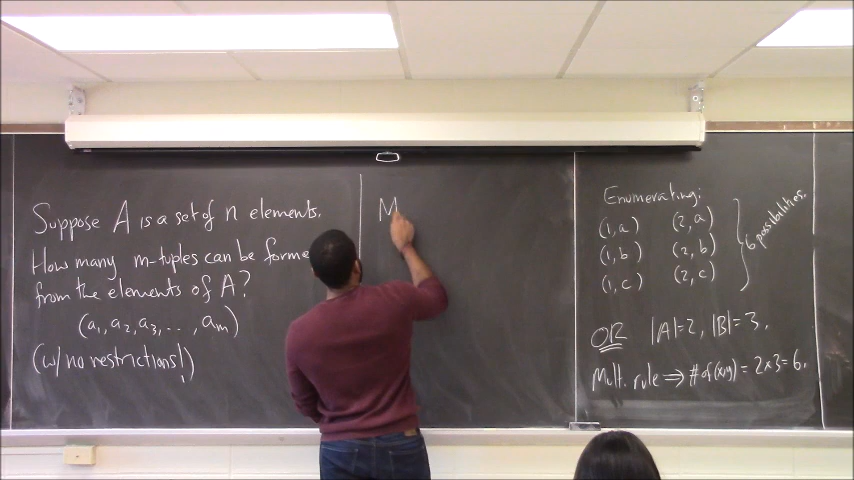 Suppose A is a set of n elements.
How many m-tuples can be forme
from the elements of A?
(a₁, a₂, a₃, . . , aₘ)
(w/ no restrictions!)
M
Enumerating:
(1, a) (2, a)
(1, b) (2, b)
(1, c) (2, c)
6 possibilities.
OR |A|=2, |B|=3.
Mult. rule ⇒ # of (x,y) = 2×3=6.